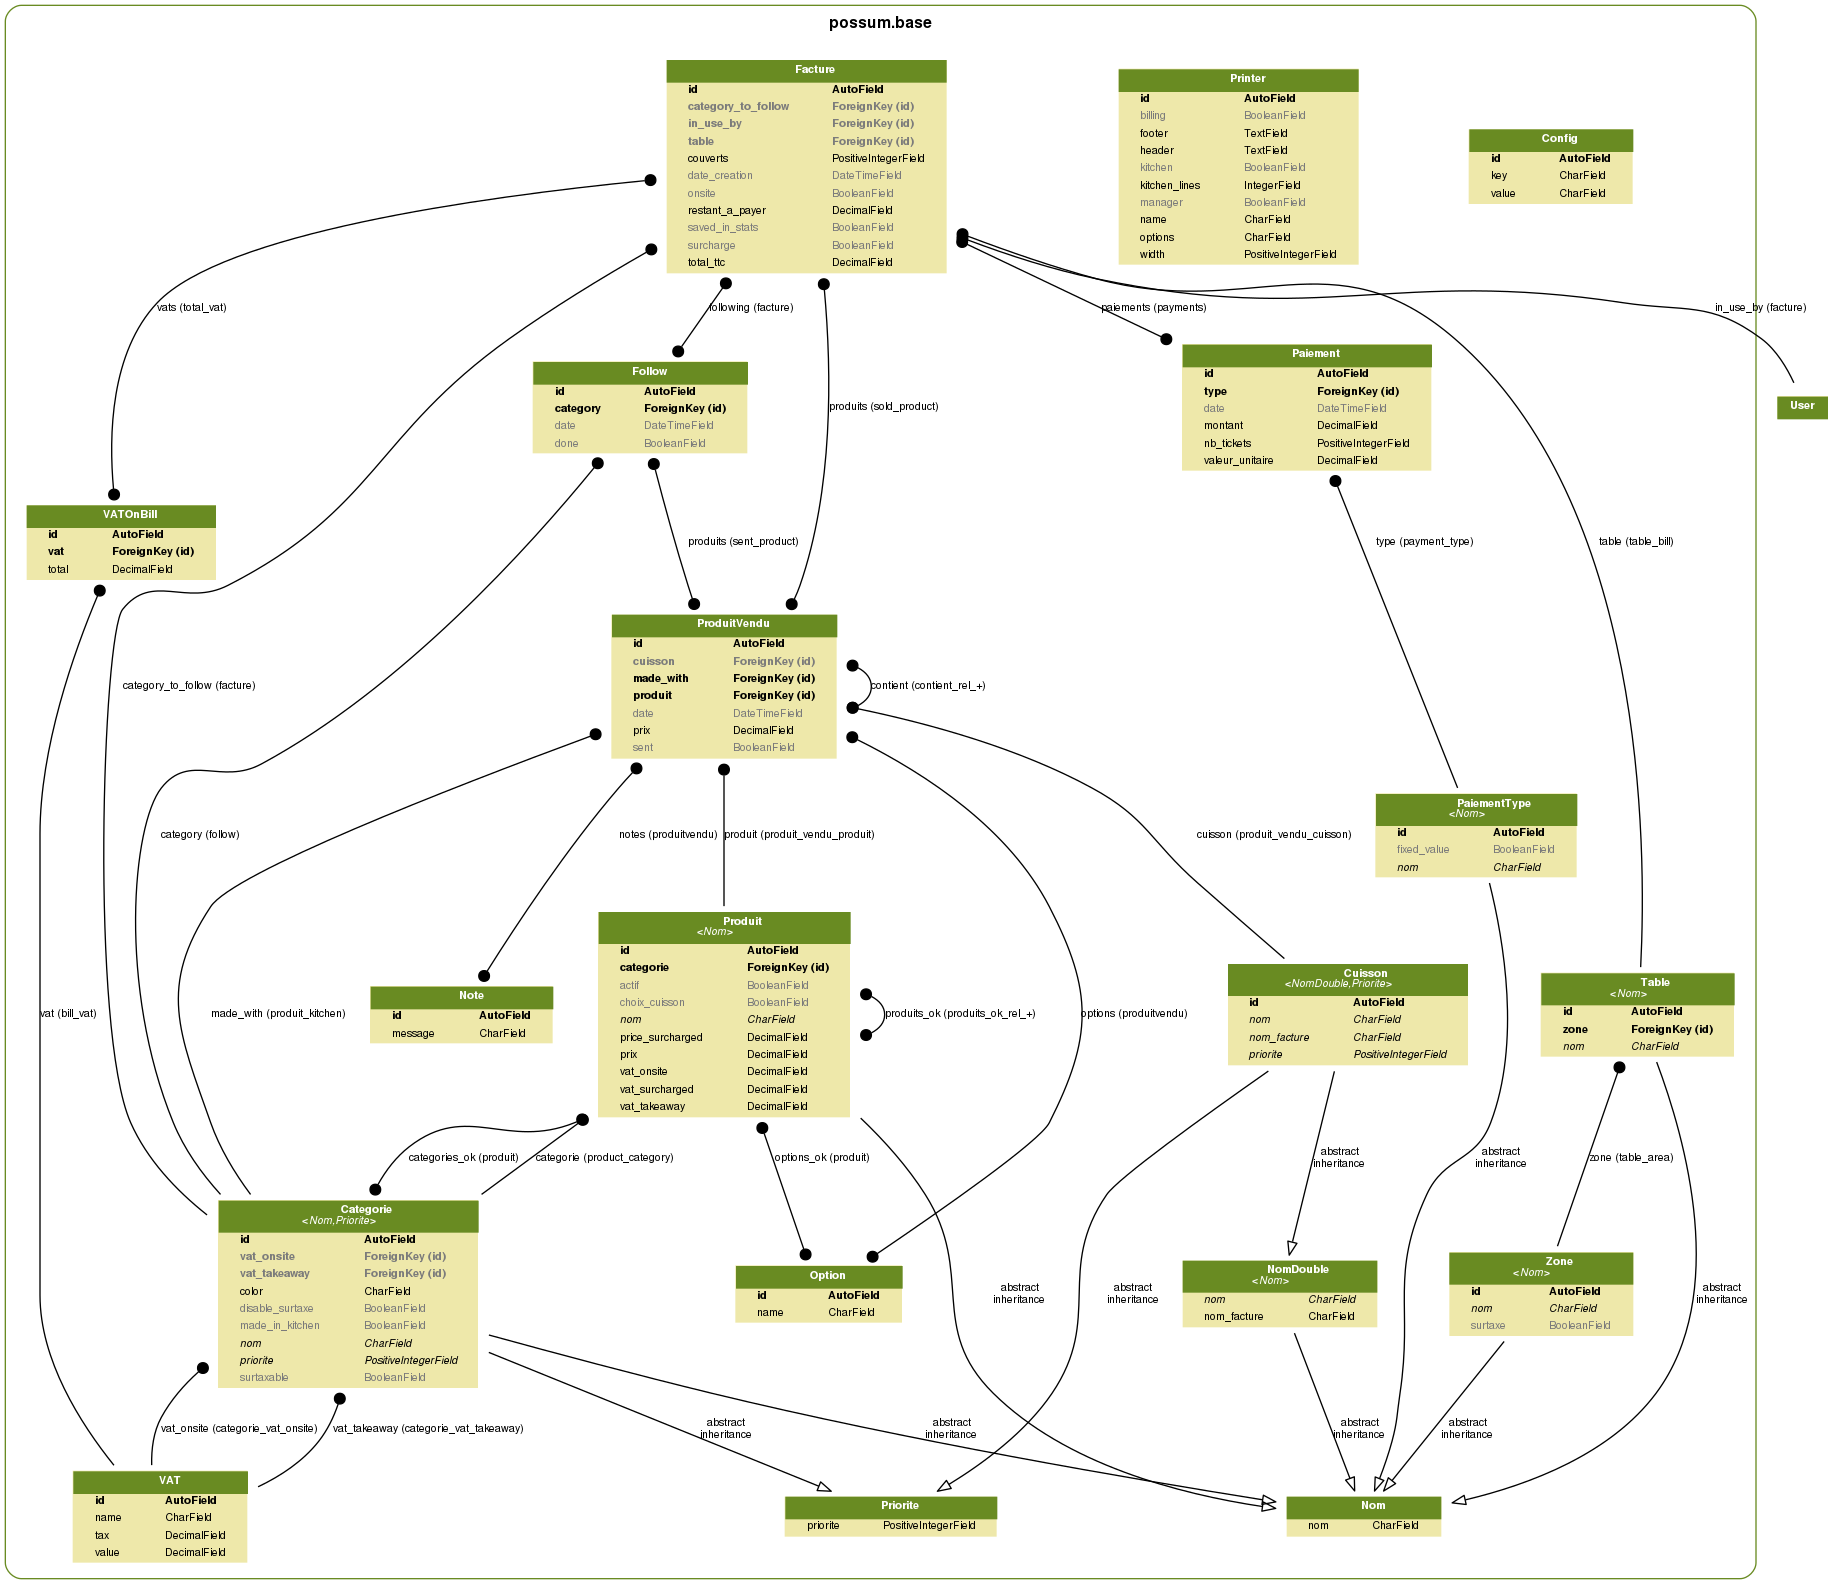 possum.base
Facture
id AutoField
category_to_follow ForeignKey (id)
in_use_by ForeignKey (id)
table ForeignKey (id)
couverts PositiveIntegerField
date_creation DateTimeField
onsite BooleanField
restant_a_payer DecimalField
saved_in_stats BooleanField
surcharge BooleanField
total_ttc DecimalField
Printer
id AutoField
billing BooleanField
footer TextField
header TextField
kitchen BooleanField
kitchen_lines IntegerField
manager BooleanField
name CharField
options CharField
width PositiveIntegerField
Config
id AutoField
key CharField
value CharField
vats (total_vat)
following (facture)
paiements (payments)
in_use_by (facture)
Follow
id AutoField
category ForeignKey (id)
date DateTimeField
done BooleanField
produits (sold_product)
Paiement
id AutoField
type ForeignKey (id)
date DateTimeField
montant DecimalField
nb_tickets PositiveIntegerField
valeur_unitaire DecimalField
User
VATOnBill
id AutoField
vat ForeignKey (id)
total DecimalField
produits (sent_product)
type (payment_type)
table (table_bill)
ProduitVendu
id AutoField
cuisson ForeignKey (id)
made_with ForeignKey (id)
produit ForeignKey (id)
date DateTimeField
prix DecimalField
sent BooleanField
category_to_follow (facture)
contient (contient_rel_+)
category (follow)
notes (produitvendu)
produit (produit_vendu_produit)
cuisson (produit_vendu_cuisson)
PaiementType
<Nom>
id AutoField
fixed_value BooleanField
nom CharField
Produit
<Nom>
id AutoField
categorie ForeignKey (id)
actif BooleanField
choix_cuisson BooleanField
nom CharField
price_surcharged DecimalField
prix DecimalField
vat_onsite DecimalField
vat_surcharged DecimalField
vat_takeaway DecimalField
vat (bill_vat)
made_with (produit_kitchen)
Note
id AutoField
message CharField
produits_ok (produits_ok_rel_+)
options (produitvendu)
Cuisson
<NomDouble,Priorite>
id AutoField
nom CharField
nom_facture CharField
priorite PositiveIntegerField
Table
<Nom>
id AutoField
zone ForeignKey (id)
nom CharField
categories_ok (produit)
categorie (product_category)
options_ok (produit)
abstract
inheritance
abstract
inheritance
zone (table_area)
Categorie
<Nom,Priorite>
id AutoField
vat_onsite ForeignKey (id)
vat_takeaway ForeignKey (id)
color CharField
disable_surtaxe BooleanField
made_in_kitchen BooleanField
nom CharField
priorite PositiveIntegerField
surtaxable BooleanField
Option
id AutoField
name CharField
abstract
inheritance
abstract
inheritance
NomDouble
<Nom>
nom CharField
nom_facture CharField
Zone
<Nom>
id AutoField
nom CharField
surtaxe BooleanField
abstract
inheritance
vat_onsite (categorie_vat_onsite)
vat_takeaway (categorie_vat_takeaway)
abstract
inheritance
abstract
inheritance
abstract
inheritance
abstract
inheritance
VAT
id AutoField
name CharField
tax DecimalField
value DecimalField
Priorite
priorite PositiveIntegerField
Nom
nom CharField